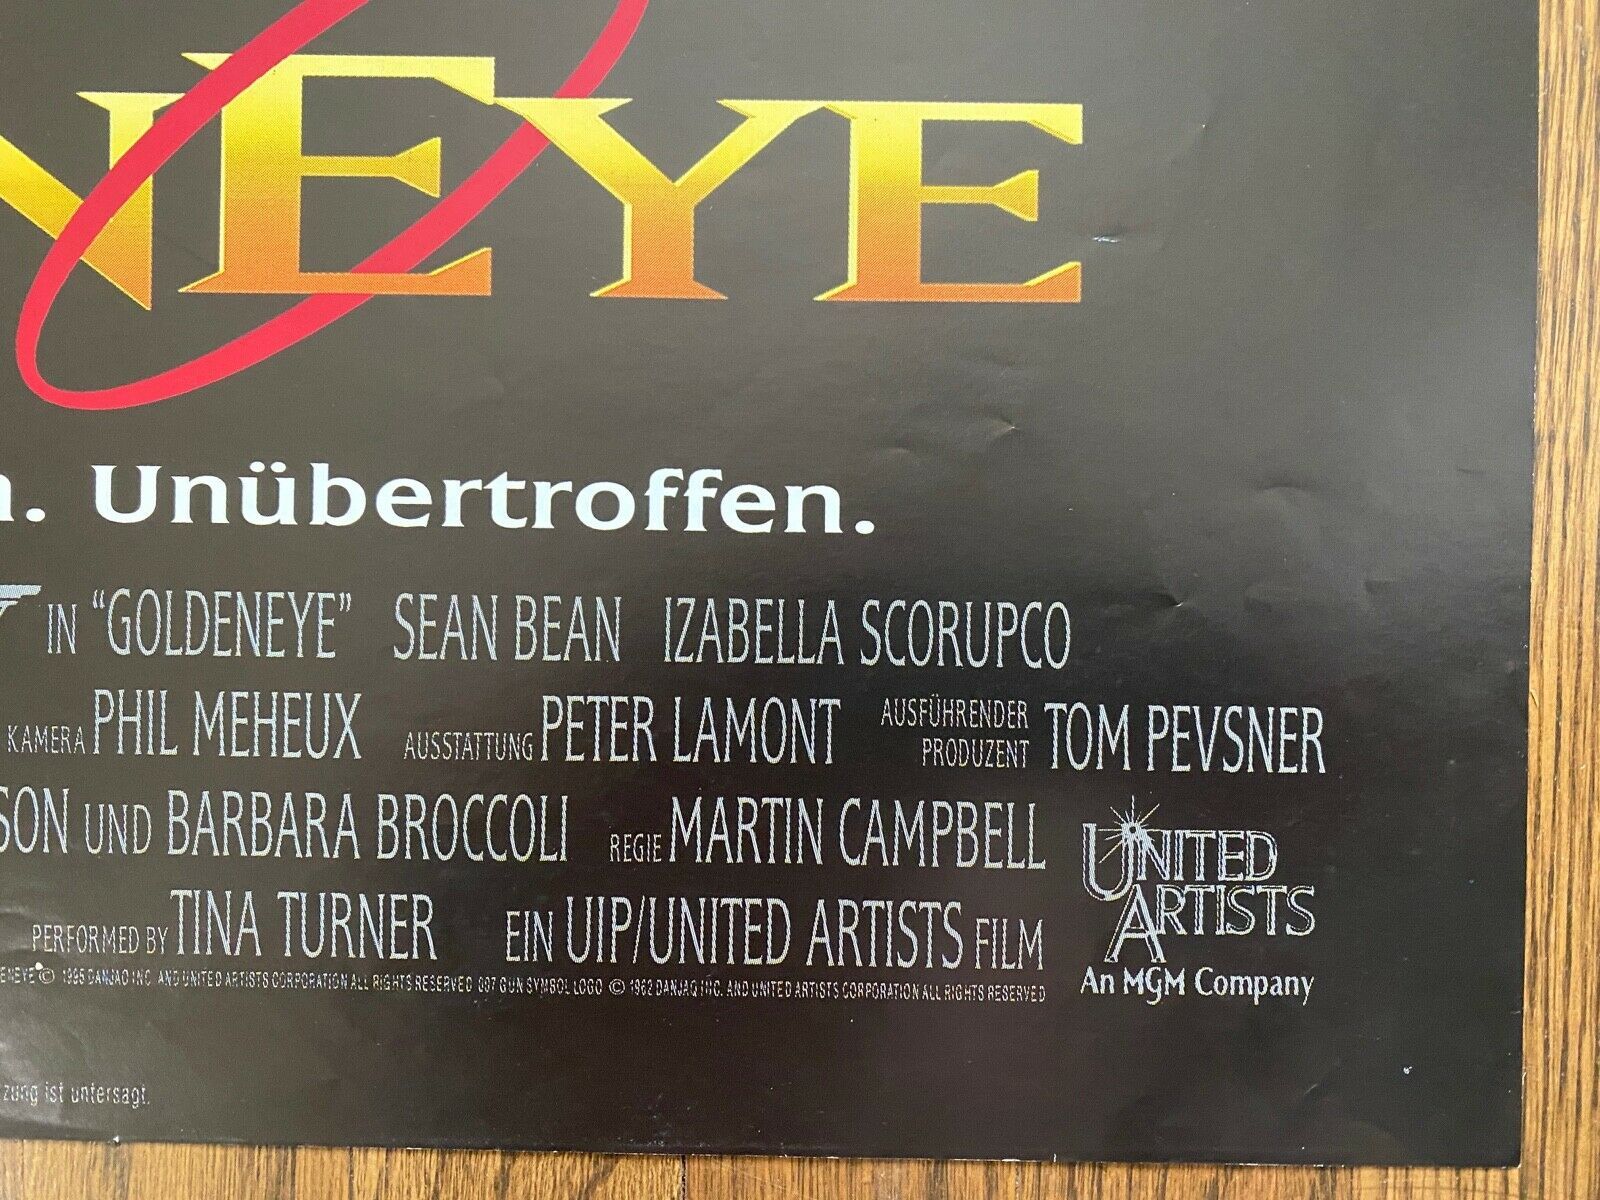 NEYE
Unübertroffen.
IN "GOLDENEYE" SEAN BEAN IZABELLA SCORUPCO
KAMERA PHIL MEHEUX AUSSTATTUNG PETER LAMONT AUSFÜHRENDER PRODUZENT TOM PEVSNER
SON UND BARBARA BROCCOLI REGIE MARTIN CAMPBELL
UNITED ARTISTS
PERFORMED BY TINA TURNER EIN UIP/UNITED ARTISTS FILM
ENEYE © 1995 DANJAQ INC. AND UNITED ARTISTS CORPORATION ALL RIGHTS RESERVED 007 GUN SYMBOL LOGO © 1962 DANJAQ INC. AND UNITED ARTISTS CORPORATION ALL RIGHTS RESERVED
An MGM Company
zung ist untersagt.